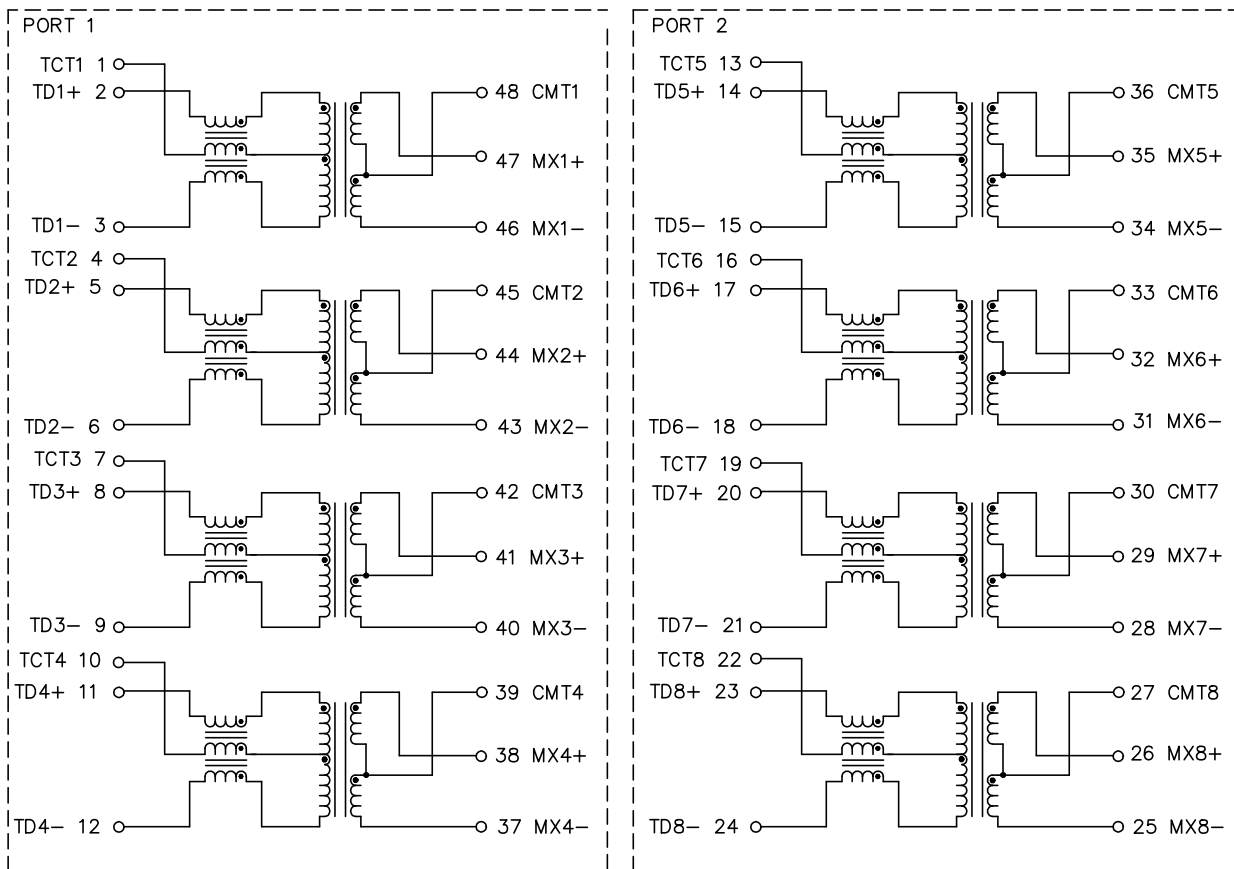 PORT 1
TCT1 1
TD1+ 2
TD1- 3
48 CMT1
47 MX1+
46 MX1-
TCT2 4
TD2+ 5
TD2- 6
45 CMT2
44 MX2+
43 MX2-
TCT3 7
TD3+ 8
TD3- 9
42 CMT3
41 MX3+
40 MX3-
TCT4 10
TD4+ 11
TD4- 12
39 CMT4
38 MX4+
37 MX4-
PORT 2
TCT5 13
TD5+ 14
TD5- 15
36 CMT5
35 MX5+
34 MX5-
TCT6 16
TD6+ 17
TD6- 18
33 CMT6
32 MX6+
31 MX6-
TCT7 19
TD7+ 20
TD7- 21
30 CMT7
29 MX7+
28 MX7-
TCT8 22
TD8+ 23
TD8- 24
27 CMT8
26 MX8+
25 MX8-